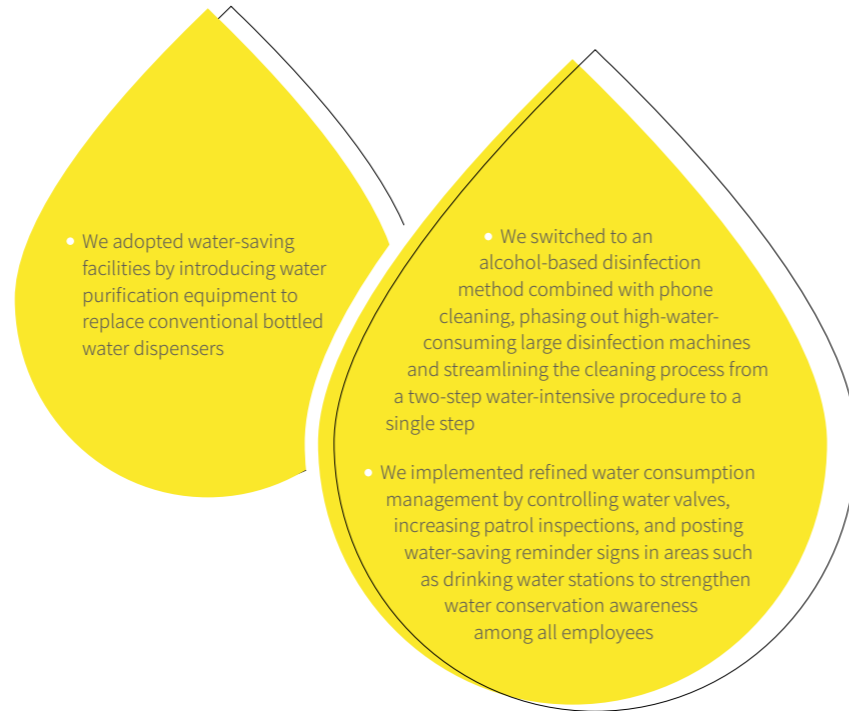 • We adopted water-saving
facilities by introducing water
purification equipment to
replace conventional bottled
water dispensers
• We switched to an
alcohol-based disinfection
method combined with phone
cleaning, phasing out high-water-
consuming large disinfection machines
and streamlining the cleaning process from
a two-step water-intensive procedure to a
single step
• We implemented refined water consumption
management by controlling water valves,
increasing patrol inspections, and posting
water-saving reminder signs in areas such
as drinking water stations to strengthen
water conservation awareness
among all employees